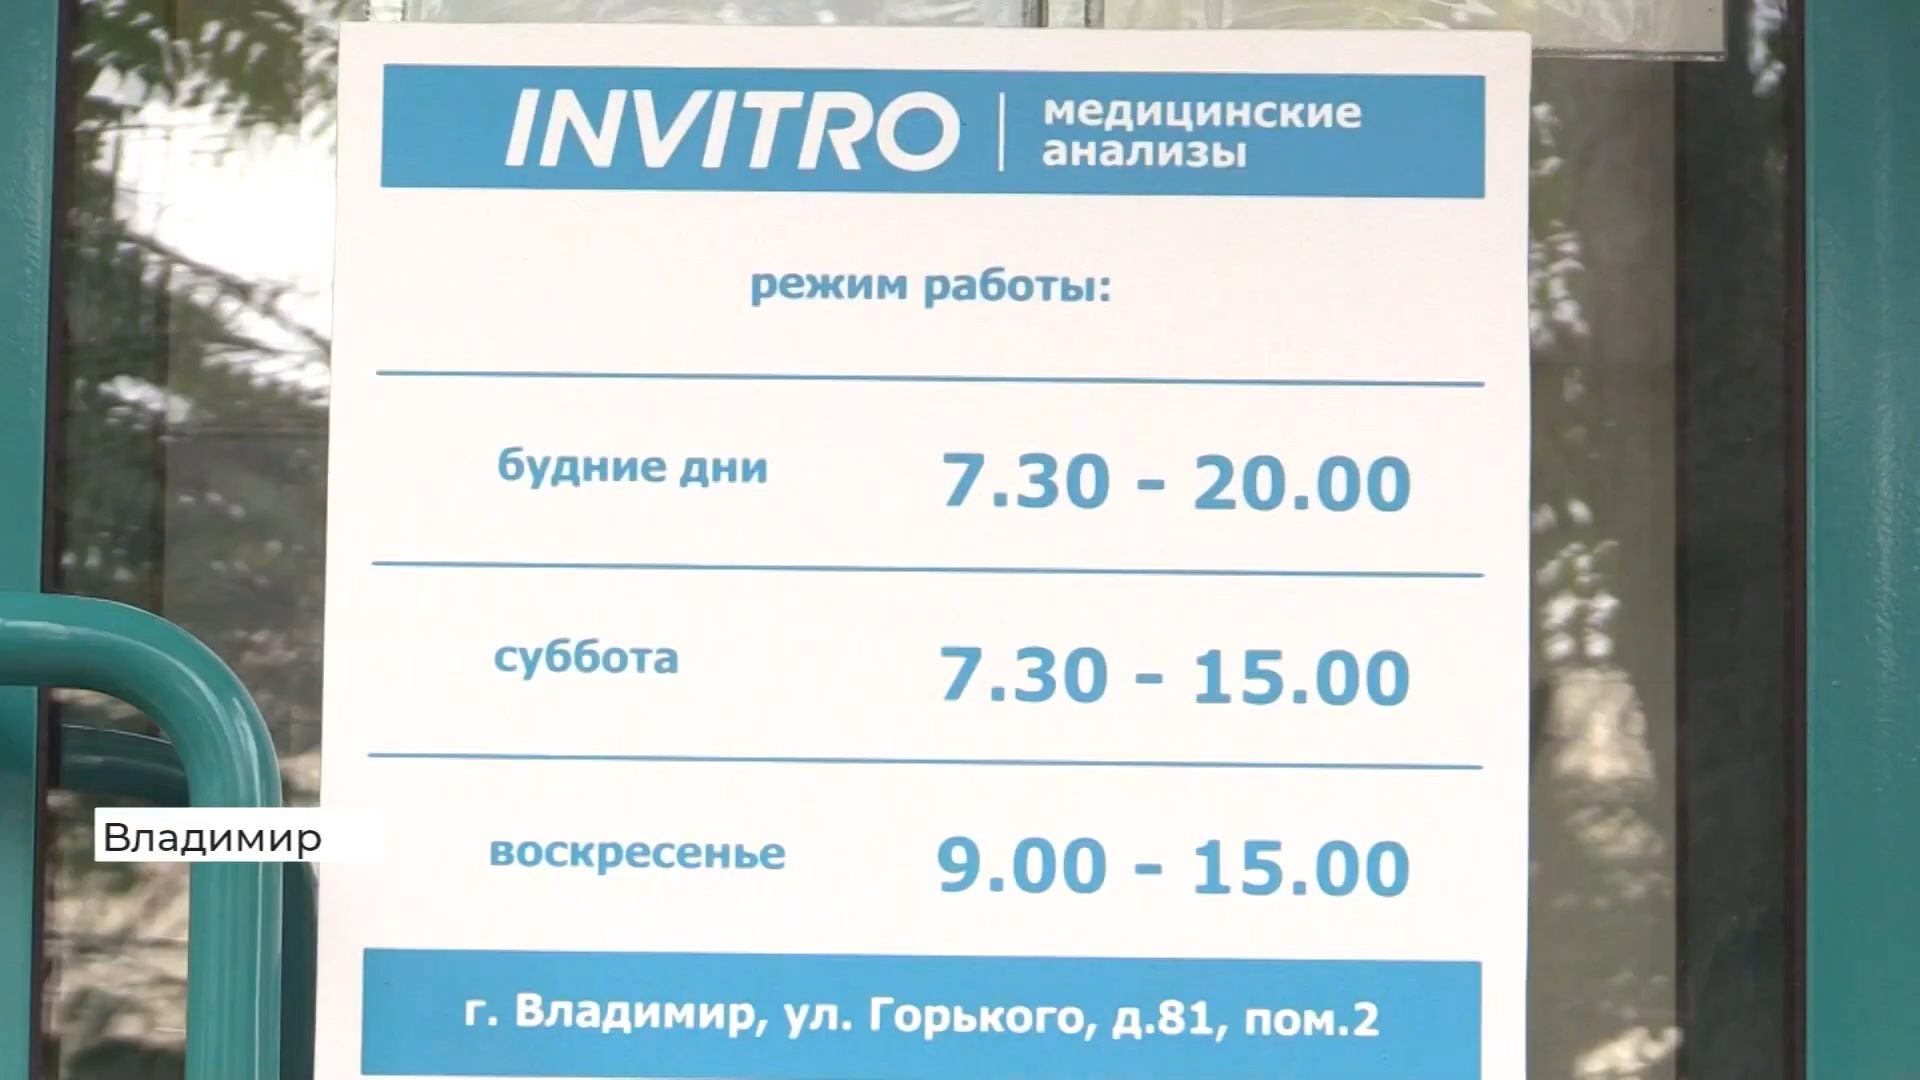 INVITRO
медицинские
анализы
режим работы:
будние дни 7.30 - 20.00
суббота 7.30 - 15.00
воскресенье 9.00 - 15.00
Владимир
г. Владимир, ул. Горького, д.81, пом.2